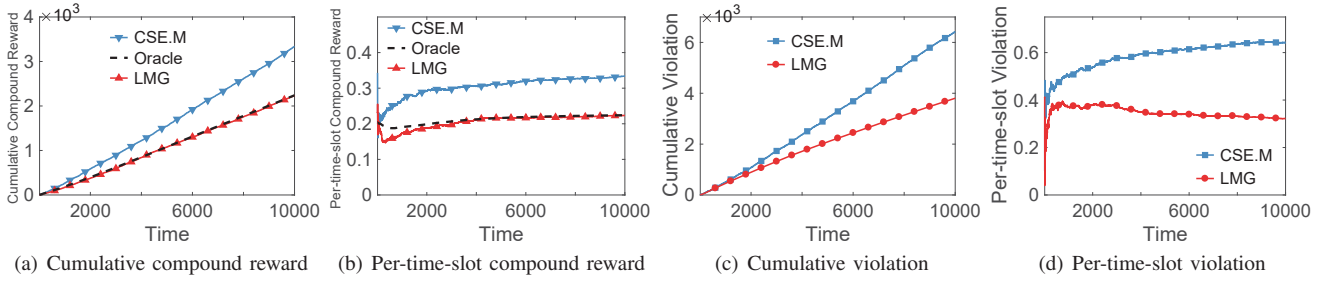 ×10³
4
3
2
1
0
2000
6000
10000
Time
Cumulative Compound Reward
CSE.M
Oracle
LMG
(a) Cumulative compound reward
0.5
0.4
0.3
0.2
0.1
0
2000
6000
10000
Time
Per-time-slot Compound Reward
CSE.M
Oracle
LMG
(b) Per-time-slot compound reward
×10³
6
4
2
0
2000
6000
10000
Time
Cumulative Violation
CSE.M
LMG
(c) Cumulative violation
0.6
0.4
0.2
0
2000
6000
10000
Time
Per-time-slot Violation
CSE.M
LMG
(d) Per-time-slot violation